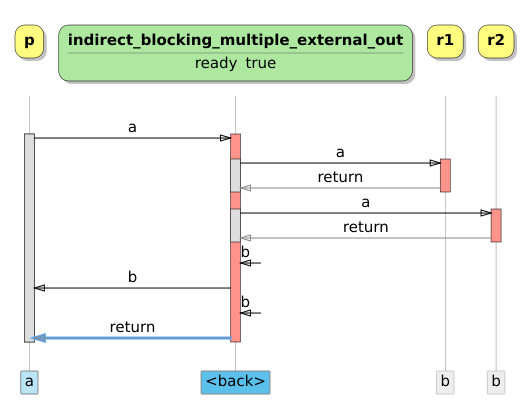 p
indirect_blocking_multiple_external_out
ready true
r1
r2
a
a
return
a
return
b
b
b
return
a
<back>
b
b